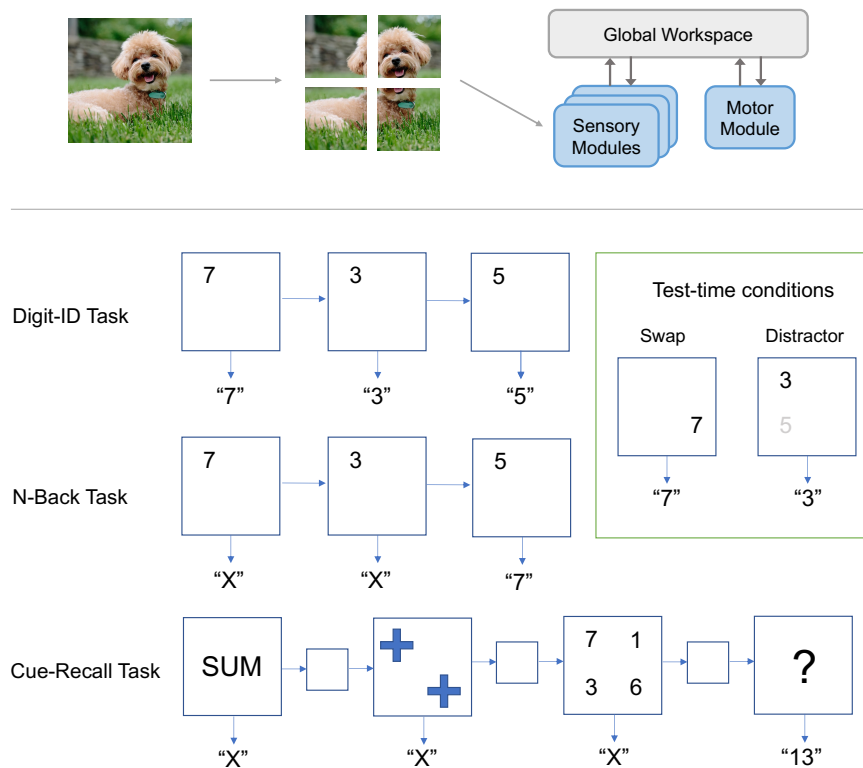 Global Workspace
Sensory
Modules
Motor
Module
Digit-ID Task
7
3
5
“7”
“3”
“5”
Test-time conditions
Swap
Distractor
7
3
5
“7”
“3”
N-Back Task
7
3
5
“X”
“X”
“7”
Cue-Recall Task
SUM
7 1
3 6
?
“X”
“X”
“X”
“13”